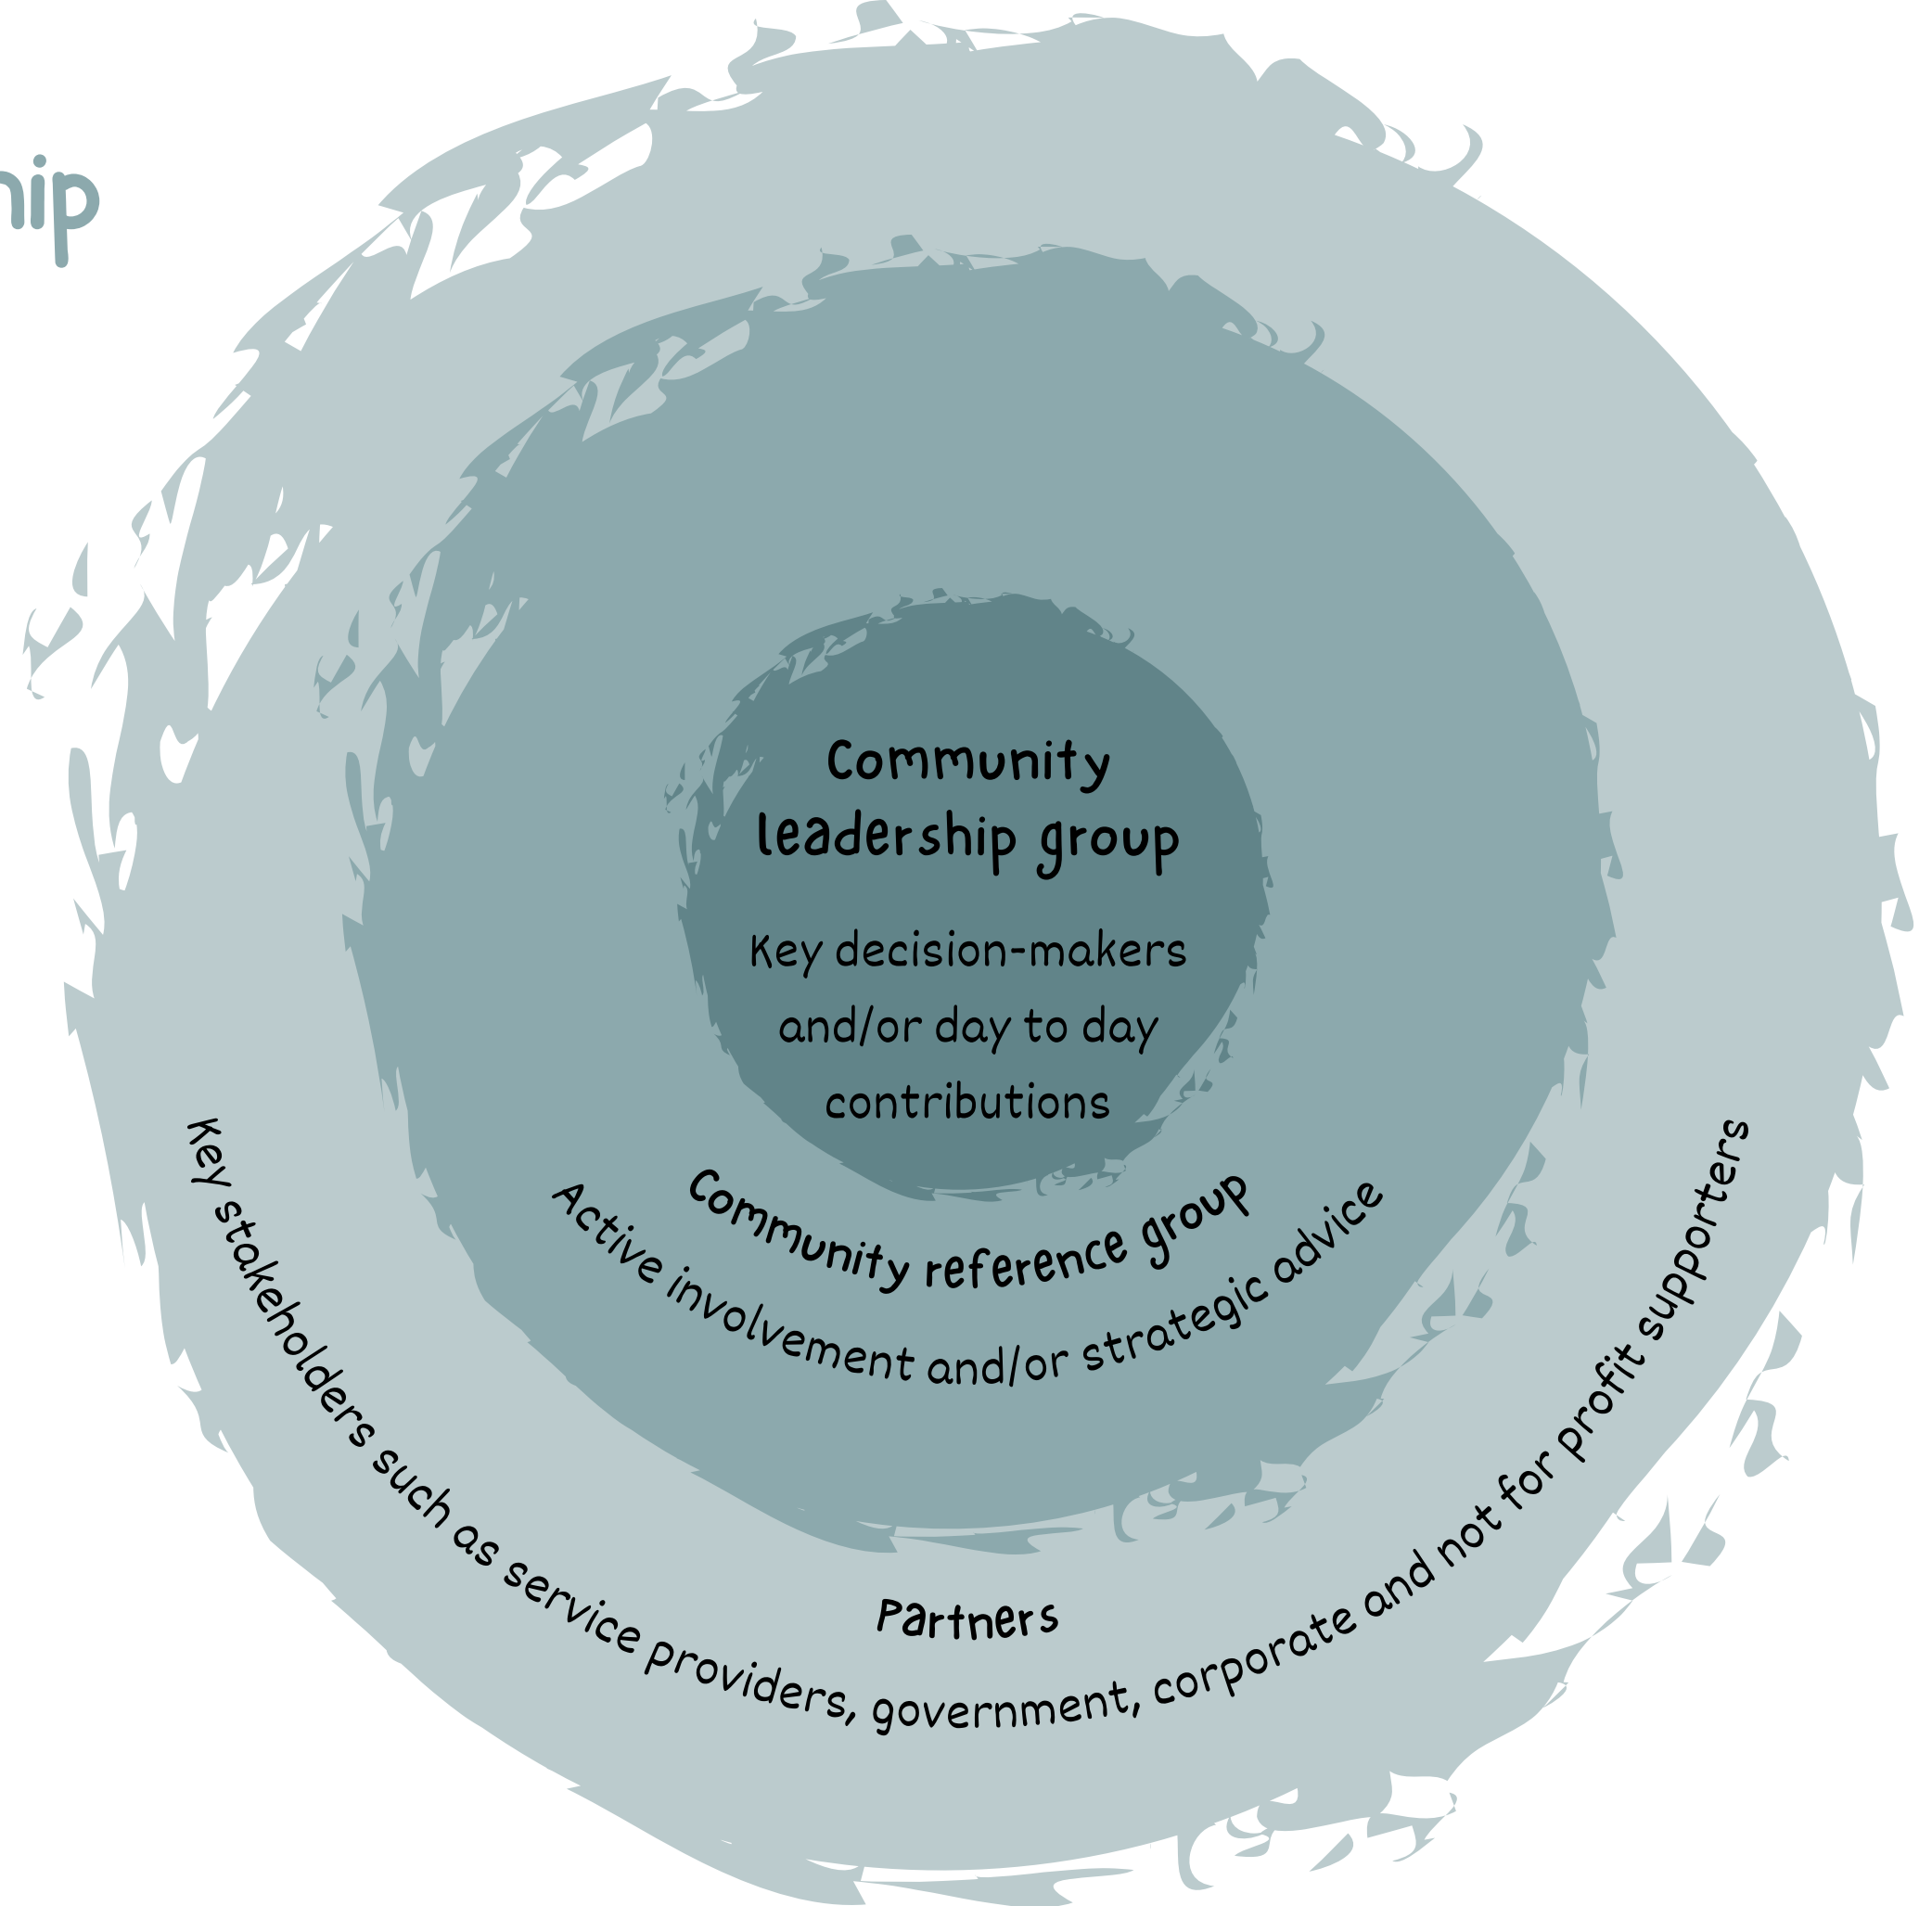 hip
Community
leadership group
key decision-makers
and/or day to day
contributions
Community reference group
Active involvement and/or strategic advice
Partners
Key stakeholders such as service providers, government, corporate and not for profit supporters